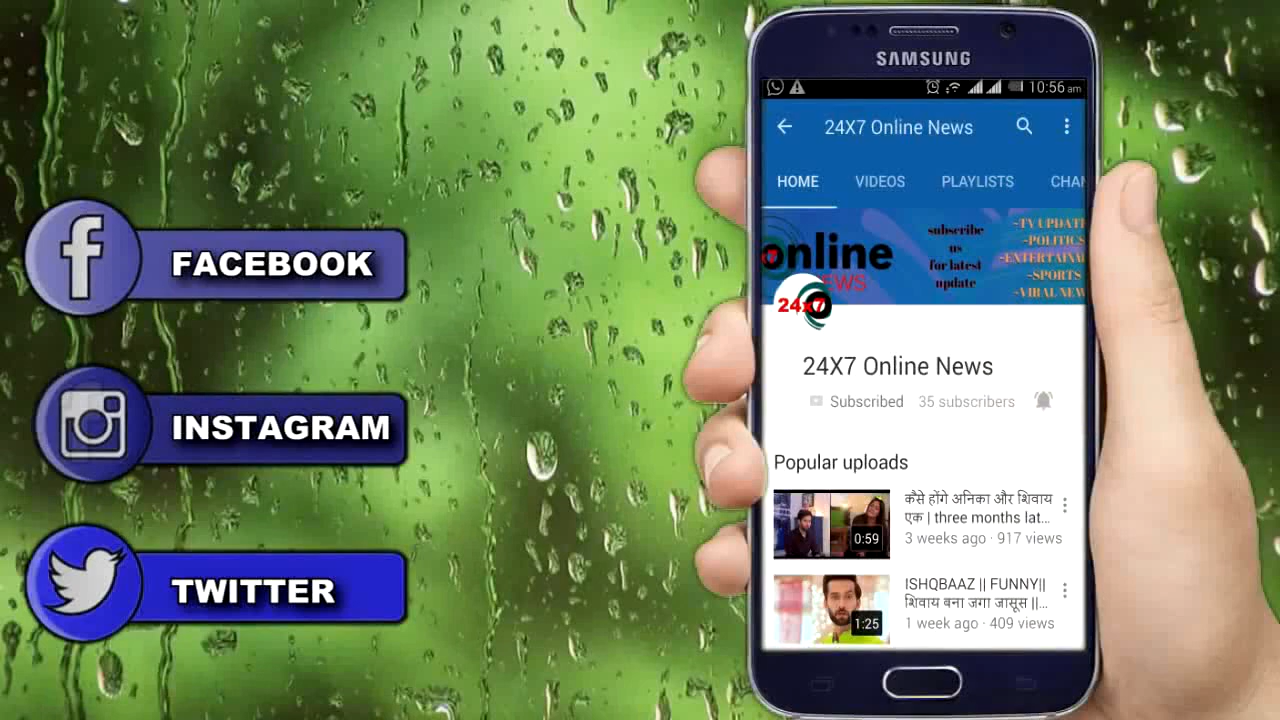 FACEBOOK
INSTAGRAM
TWITTER
SAMSUNG
10:56 am
24X7 Online News
HOME VIDEOS PLAYLISTS CHAN
online
NEWS
24x7
subscribe
us
for latest
update
~TV UPDATE
~POLITICS
~ENTERTAINM
~SPORTS
~VIRAL NEW
24X7 Online News
Subscribed 35 subscribers
Popular uploads
कैसे होंगे अनिका और शिवाय
एक | three months lat...
3 weeks ago · 917 views
0:59
ISHQBAAZ || FUNNY||
शिवाय बना जगा जासूस ||...
1 week ago · 409 views
1:25